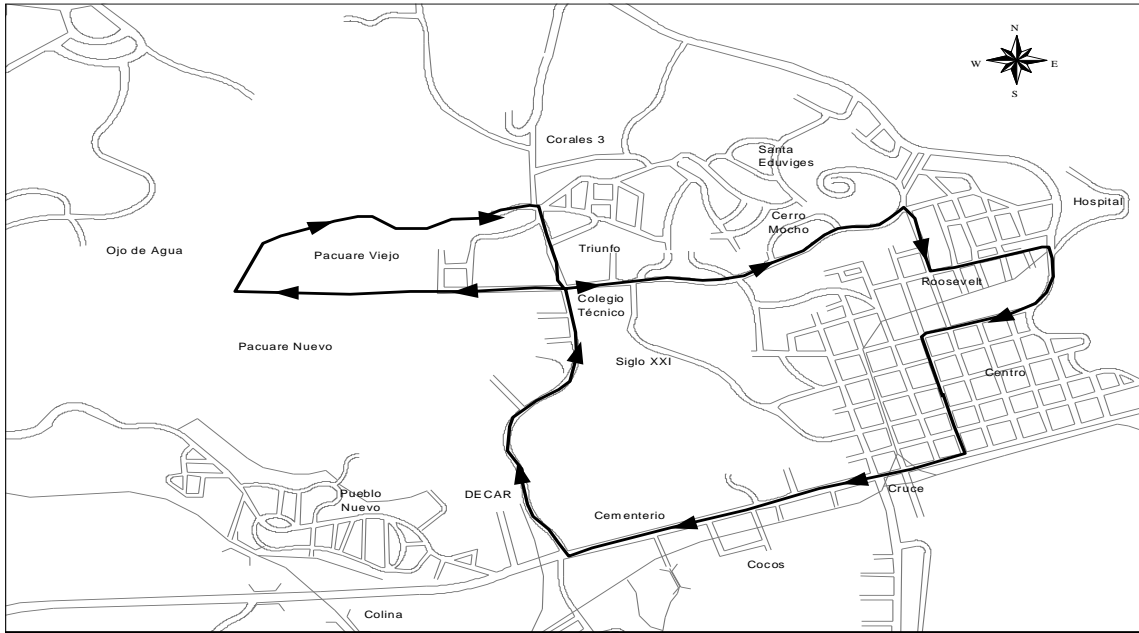 N
W
E
S
Corales 3
Santa
Eduviges
Hospital
Cerro
Mocho
Ojo de Agua
Pacuare Viejo
Triunfo
Roosevelt
Colegio
Técnico
Pacuare Nuevo
Siglo XXI
Centro
Pueblo
Nuevo
DECAR
Cruce
Cementerio
Cocos
Colina